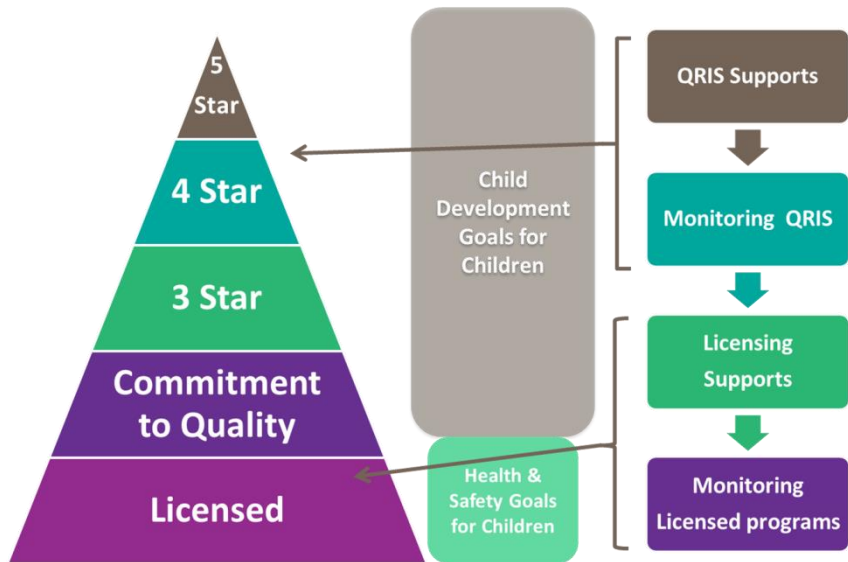 5
Star
4 Star
3 Star
Commitment
to Quality
Licensed
Child
Development
Goals for
Children
Health &
Safety Goals
for Children
QRIS Supports
Monitoring QRIS
Licensing
Supports
Monitoring
Licensed programs